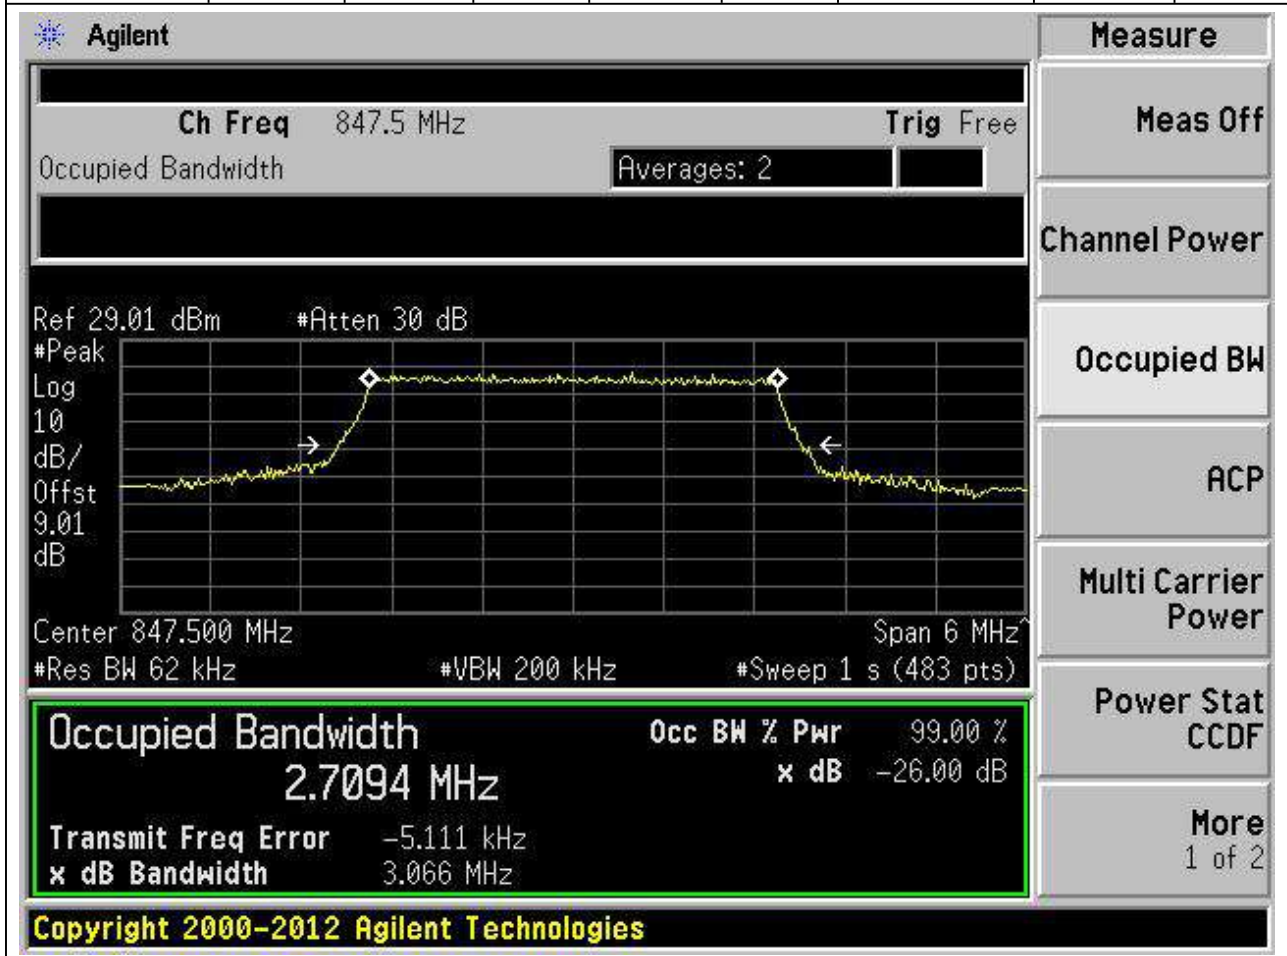 Agilent
Measure
Ch Freq 847.5 MHz Trig Free
Occupied Bandwidth Averages: 2
Meas Off
Channel Power
Occupied BW
ACP
Multi Carrier
Power
Power Stat
CCDF
More
1 of 2
Ref 29.01 dBm #Atten 30 dB
#Peak
Log
10
dB/
Offst
9.01
dB
Center 847.500 MHz Span 6 MHz^
#Res BW 62 kHz #VBW 200 kHz #Sweep 1 s (483 pts)
Occupied Bandwidth Occ BW % Pwr 99.00 %
2.7094 MHz x dB -26.00 dB
Transmit Freq Error -5.111 kHz
x dB Bandwidth 3.066 MHz
Copyright 2000-2012 Agilent Technologies